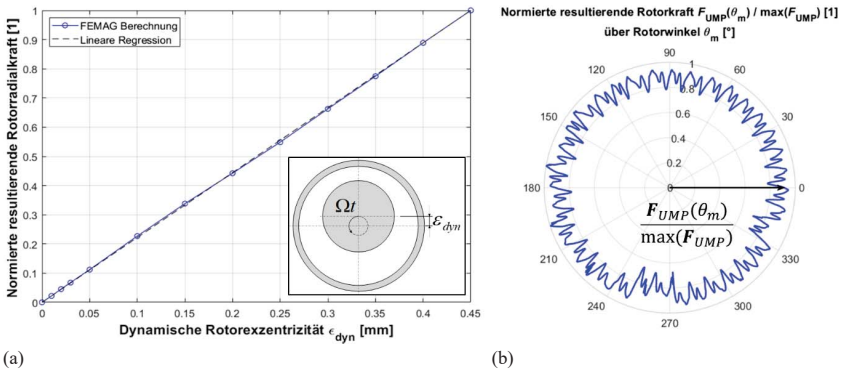 Normierte resultierende Rotorradialkraft [1]
1
0.9
0.8
0.7
0.6
0.5
0.4
0.3
0.2
0.1
0
FEMAG Berechnung
Lineare Regression
Ωt
ε_dyn
0 0.05 0.1 0.15 0.2 0.25 0.3 0.35 0.4 0.45
Dynamische Rotorexzentrizität ϵ_dyn [mm]
(a)
Normierte resultierende Rotorkraft F_UMP(θ_m) / max(F_UMP) [1]
über Rotorwinkel θ_m [°]
90
120 1 60
0.8
150 0.6 30
0.4
0.2
180 0 0
F_UMP(θ_m)
max(F_UMP)
210 330
240 300
270
(b)